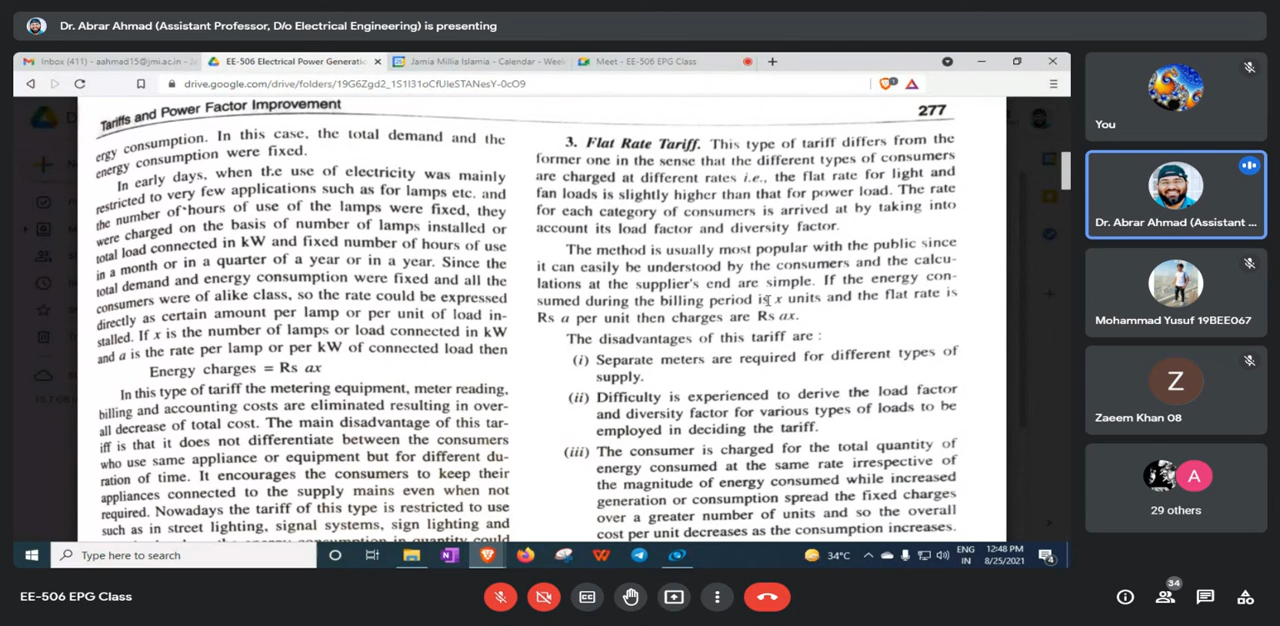 Dr. Abrar Ahmad (Assistant Professor, D/o Electrical Engineering) is presenting
Inbox (411) - aahmad15@jmi.ac.in - J
EE-506 Electrical Power Generati
Jamia Millia Islamia - Calendar - Week
Meet - EE-506 EPG Class
Tariffs and Power Factor Improvement
277
ergy consumption. In this case, the total demand and the
energy consumption were fixed.
In early days, when the use of electricity was mainly
restricted to very few applications such as for lamps etc. and
the number of hours of use of the lamps were fixed, they
were charged on the basis of number of lamps installed or
total load connected in kW and fixed number of hours of use
in a month or in a quarter of a year or in a year. Since the
total demand and energy consumption were fixed and all the
consumers were of alike class, so the rate could be expressed
directly as certain amount per lamp or per unit of load in-
stalled. If x is the number of lamps or load connected in kW
and a is the rate per lamp or per kW of connected load then
Energy charges = Rs ax
In this type of tariff the metering equipment, meter reading,
billing and accounting costs are eliminated resulting in over-
all decrease of total cost. The main disadvantage of this tar-
iff is that it does not differentiate between the consumers
who use same appliance or equipment but for different du-
ration of time. It encourages the consumers to keep their
appliances connected to the supply mains even when not
required. Nowadays the tariff of this type is restricted to use
such as in street lighting, signal systems, sign lighting and
3. Flat Rate Tariff. This type of tariff differs from the
former one in the sense that the different types of consumers
are charged at different rates i.e., the flat rate for light and
fan loads is slightly higher than that for power load. The rate
for each category of consumers is arrived at by taking into
account its load factor and diversity factor.
The method is usually most popular with the public since
it can easily be understood by the consumers and the calcu-
lations at the supplier's end are simple. If the energy con-
sumed during the billing period is x units and the flat rate is
Rs a per unit then charges are Rs ax.
The disadvantages of this tariff are :
(i) Separate meters are required for different types of
supply.
(ii) Difficulty is experienced to derive the load factor
and diversity factor for various types of loads to be
employed in deciding the tariff.
(iii) The consumer is charged for the total quantity of
energy consumed at the same rate irrespective of
the magnitude of energy consumed while increased
generation or consumption spread the fixed charges
over a greater number of units and so the overall
cost per unit decreases as the consumption increases.
Type here to search
34°C
ENG
IN
12:48 PM
8/25/2021
4
You
Dr. Abrar Ahmad (Assistant ...
Mohammad Yusuf 19BEE067
Z
Zaeem Khan 08
A
29 others
EE-506 EPG Class
34